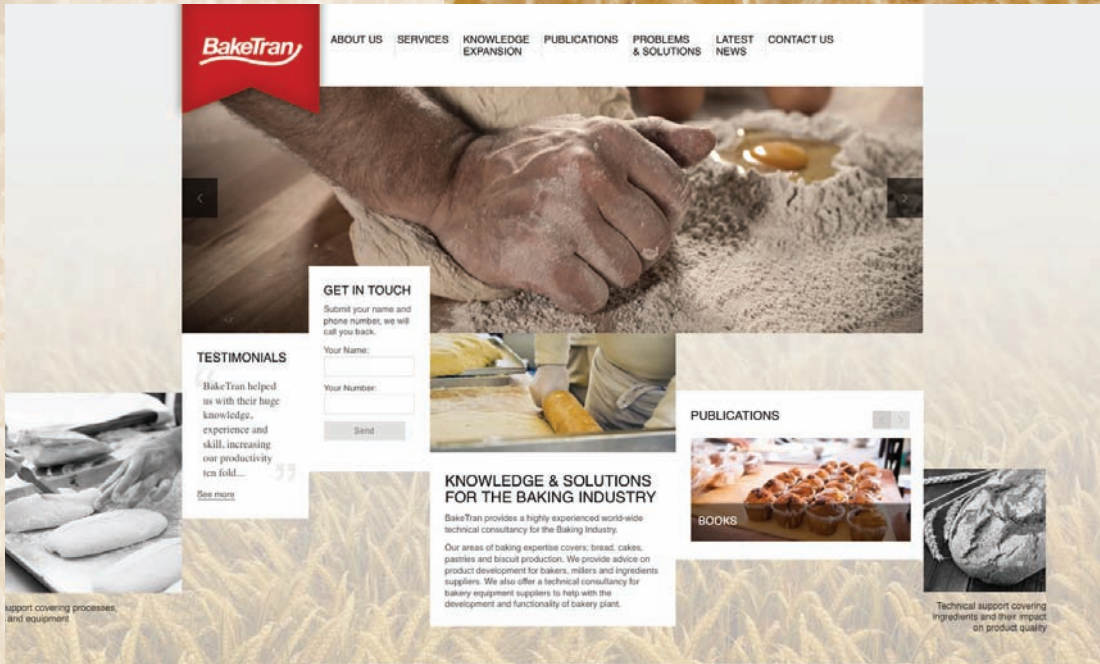 BakeTran
ABOUT US
SERVICES
KNOWLEDGE
EXPANSION
PUBLICATIONS
PROBLEMS
& SOLUTIONS
LATEST
NEWS
CONTACT US
GET IN TOUCH
Submit your name and
phone number, we will
call you back.
Your Name:
Your Number:
Send
TESTIMONIALS
“
BakeTran helped
us with their huge
knowledge,
experience and
skill, increasing
our productivity
ten fold...
”
See more
KNOWLEDGE & SOLUTIONS
FOR THE BAKING INDUSTRY
BakeTran provides a highly experienced world-wide
technical consultancy for the Baking Industry.
Our areas of baking expertise covers; bread, cakes,
pastries and biscuit production. We provide advice on
product development for bakers, millers and ingredients
suppliers. We also offer a technical consultancy for
bakery equipment suppliers to help with the
development and functionality of bakery plant.
PUBLICATIONS
BOOKS
upport covering processes,
and equipment
Technical support covering
ingredients and their impact
on product quality